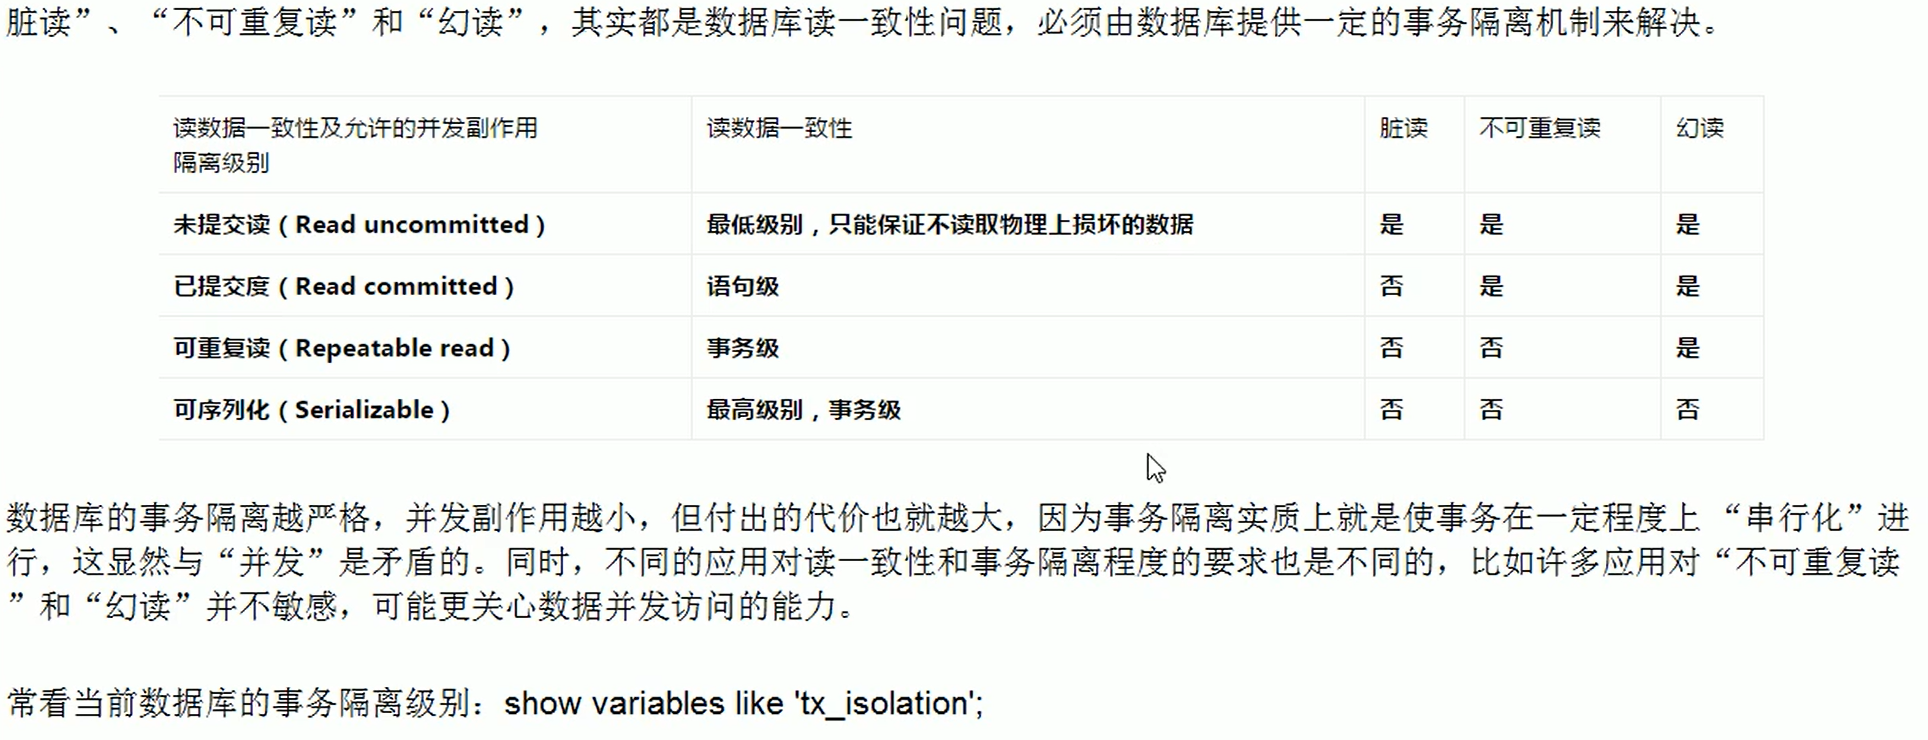 脏读”、“不可重复读”和“幻读”，其实都是数据库读一致性问题，必须由数据库提供一定的事务隔离机制来解决。
读数据一致性及允许的并发副作用 读数据一致性 脏读 不可重复读 幻读
隔离级别
未提交读（Read uncommitted） 最低级别，只能保证不读取物理上损坏的数据 是 是 是
已提交度（Read committed） 语句级 否 是 是
可重复读（Repeatable read） 事务级 否 否 是
可序列化（Serializable） 最高级别，事务级 否 否 否
数据库的事务隔离越严格，并发副作用越小，但付出的代价也就越大，因为事务隔离实质上就是使事务在一定程度上 “串行化”进
行，这显然与“并发”是矛盾的。同时，不同的应用对读一致性和事务隔离程度的要求也是不同的，比如许多应用对“不可重复读
”和“幻读”并不敏感，可能更关心数据并发访问的能力。
常看当前数据库的事务隔离级别：show variables like 'tx_isolation';